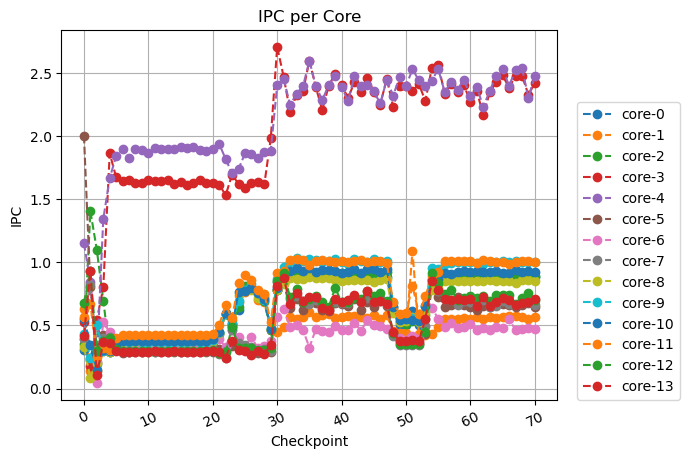 IPC per Core
IPC
2.5
2.0
1.5
1.0
0.5
0.0
0
10
20
30
40
50
60
70
Checkpoint
core-0
core-1
core-2
core-3
core-4
core-5
core-6
core-7
core-8
core-9
core-10
core-11
core-12
core-13